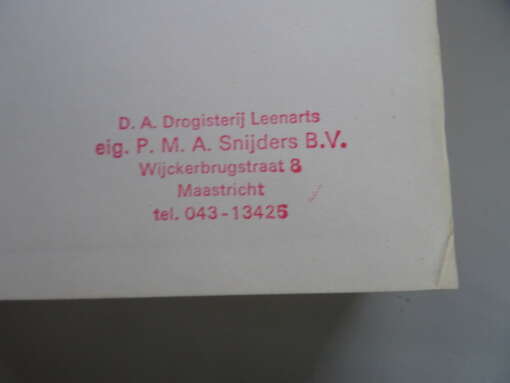 D. A. Drogisterij Leenarts
eig. P. M. A. Snijders B.V.
Wijckerbrugstraat 8
Maastricht
tel. 043-13425